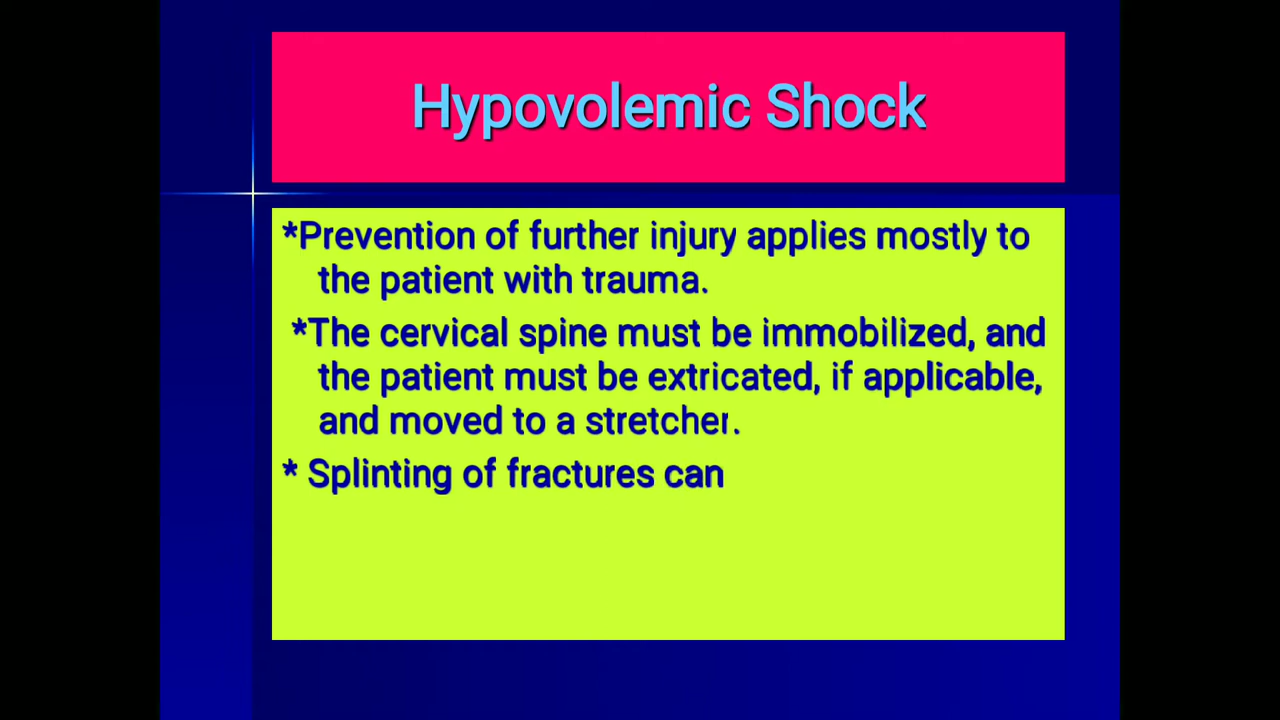 Hypovolemic Shock
*Prevention of further injury applies mostly to
the patient with trauma.
*The cervical spine must be immobilized, and
the patient must be extricated, if applicable,
and moved to a stretcher.
* Splinting of fractures can